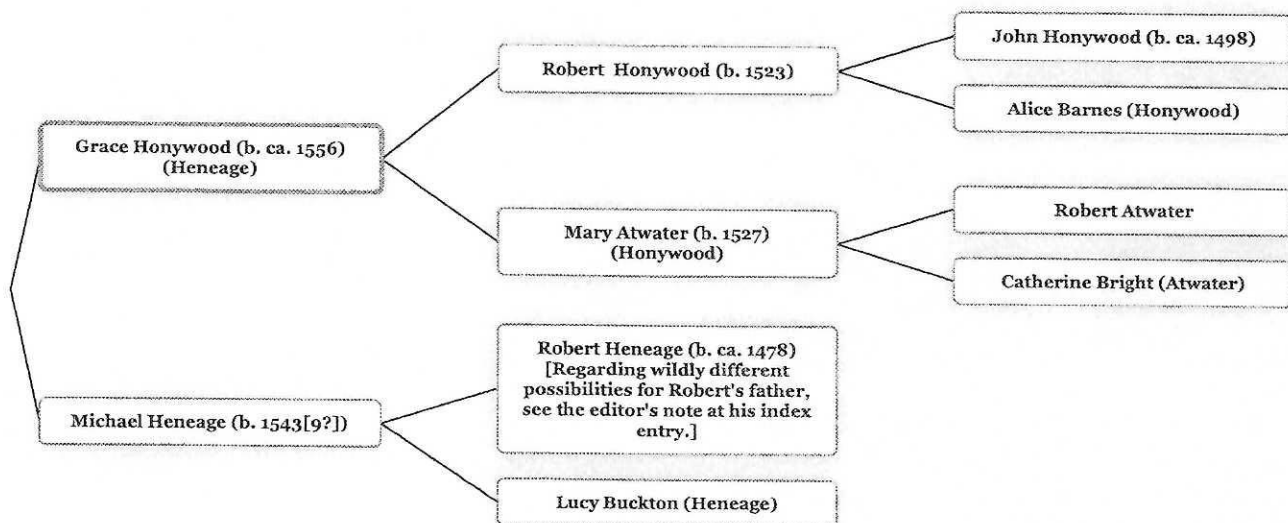 John Honywood (b. ca. 1498)
Robert Honywood (b. 1523)
Alice Barnes (Honywood)
Grace Honywood (b. ca. 1556)
(Heneage)
Robert Atwater
Mary Atwater (b. 1527)
(Honywood)
Catherine Bright (Atwater)
Robert Heneage (b. ca. 1478)
[Regarding wildly different
possibilities for Robert's father,
see the editor's note at his index
entry.]
Michael Heneage (b. 1543[9?])
Lucy Buckton (Heneage)